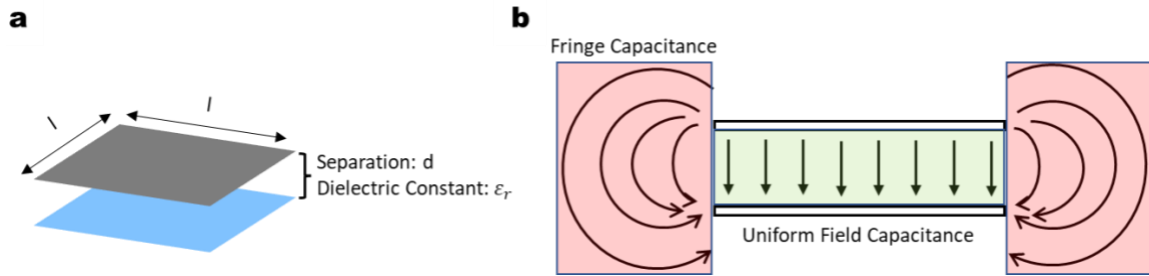 a
b
Fringe Capacitance
l
l
Separation: d
Dielectric Constant: εᵣ
Uniform Field Capacitance